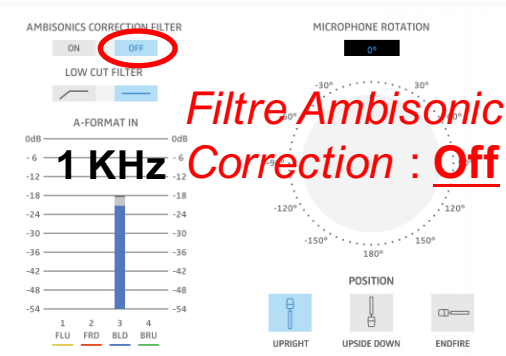 AMBISONICS CORRECTION FILTER
ON OFF
LOW CUT FILTER
A-FORMAT IN
0dB 0dB
- 6 - 6
-12 -12
-18 -18
-24 -24
-30 -30
-36 -36
-42 -42
-48 -48
-54 -54
1 2 3 4
FLU FRD BLD BRU
1 KHz
MICROPHONE ROTATION
0°
-30° 30°
Filtre Ambisonic
Correction : Off
-120° 120°
-150° 150°
180°
POSITION
UPRIGHT UPSIDE DOWN ENDFIRE